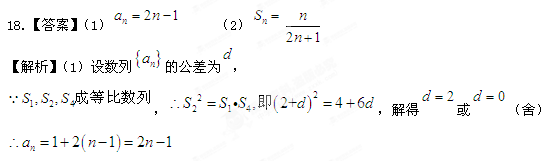 18.【答案】（1） aₙ = 2n−1 （2） Sₙ = n/(2n+1)
【解析】（1）设数列{aₙ}的公差为d，
∵S₁,S₂,S₄成等比数列，∴S₂² = S₁•S₄,即(2+d)² = 4+6d，解得 d=2 或 d=0（舍）
∴aₙ = 1+2(n−1) = 2n−1